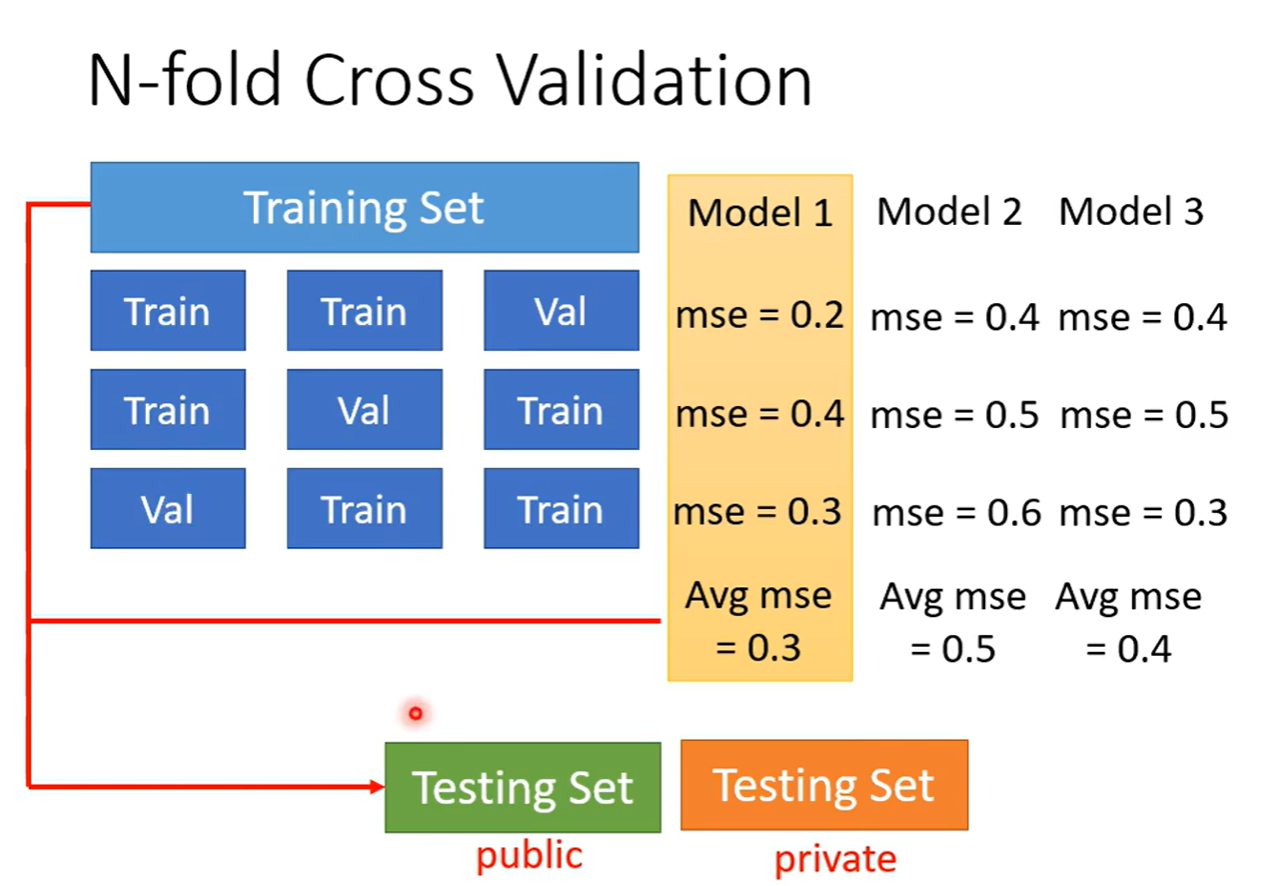 N-fold Cross Validation
Training Set
Model 1 Model 2 Model 3
Train Train Val mse = 0.2 mse = 0.4 mse = 0.4
Train Val Train mse = 0.4 mse = 0.5 mse = 0.5
Val Train Train mse = 0.3 mse = 0.6 mse = 0.3
Avg mse Avg mse Avg mse
= 0.3 = 0.5 = 0.4
Testing Set Testing Set
public private